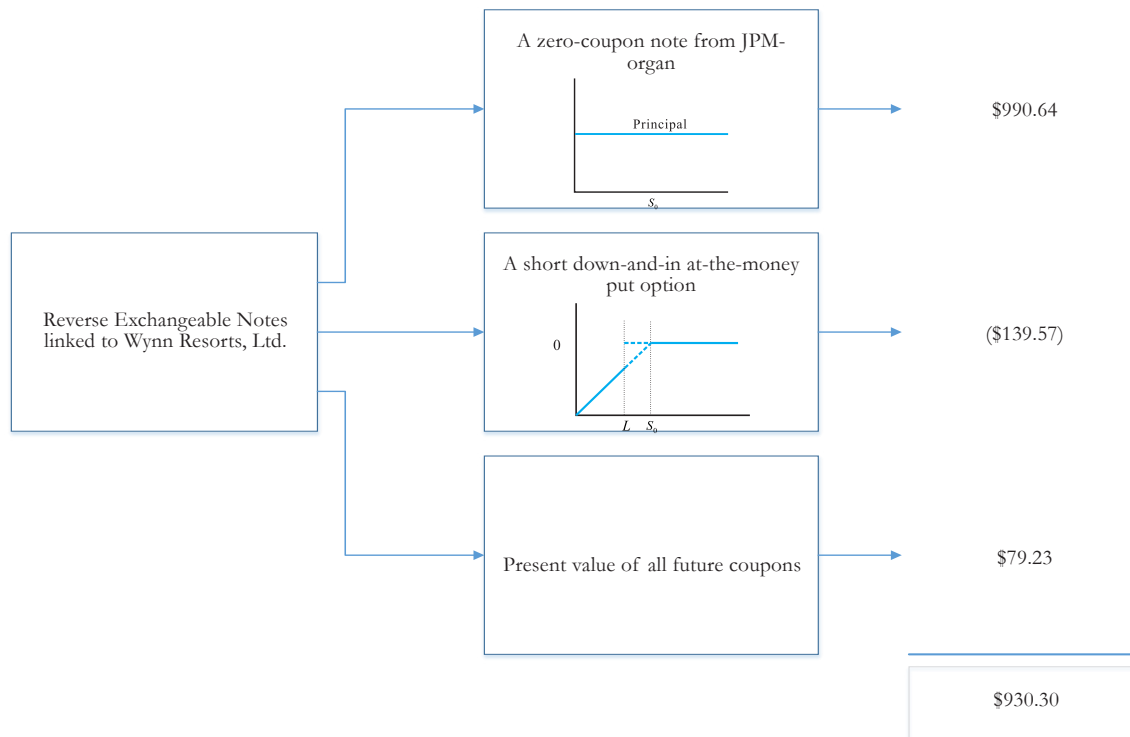 A zero-coupon note from JPM-
organ
Principal
S₀
$990.64
Reverse Exchangeable Notes
linked to Wynn Resorts, Ltd.
A short down-and-in at-the-money
put option
0
L S₀
($139.57)
Present value of all future coupons
$79.23
$930.30